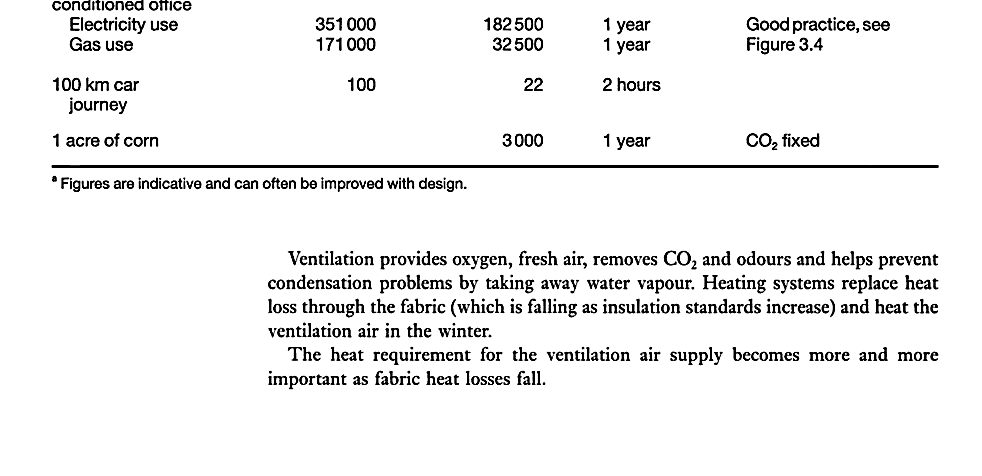 conditioned office
Electricity use 351 000 182 500 1 year Good practice, see
Gas use 171 000 32 500 1 year Figure 3.4
100 km car 100 22 2 hours
journey
1 acre of corn 3 000 1 year CO₂ fixed
ᵃ Figures are indicative and can often be improved with design.
Ventilation provides oxygen, fresh air, removes CO₂ and odours and helps prevent
condensation problems by taking away water vapour. Heating systems replace heat
loss through the fabric (which is falling as insulation standards increase) and heat the
ventilation air in the winter.
The heat requirement for the ventilation air supply becomes more and more
important as fabric heat losses fall.